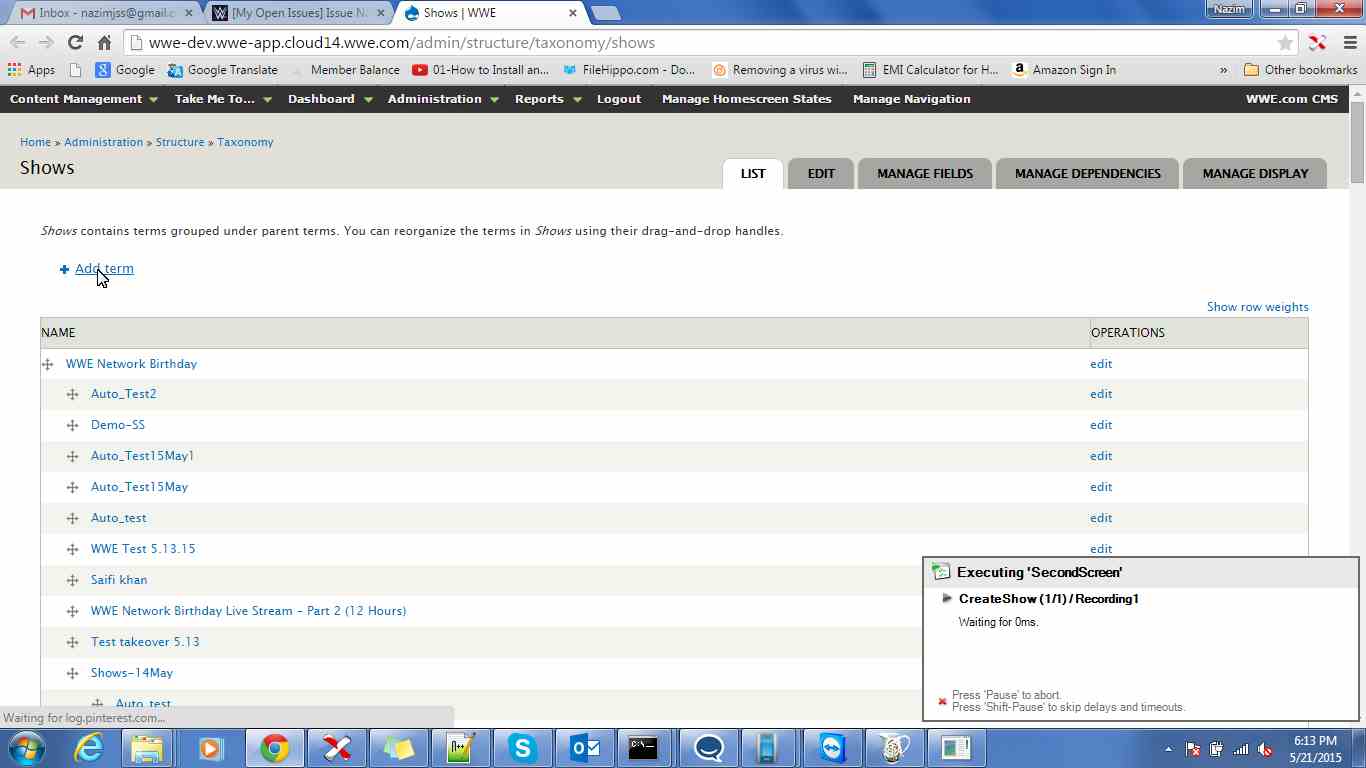 Inbox - nazimjss@gmail.c
[My Open Issues] Issue Na
Shows | WWE
Nazim
wwe-dev.wwe-app.cloud14.wwe.com/admin/structure/taxonomy/shows
Apps Google Google Translate Member Balance 01-How to Install an... FileHippo.com - Do... Removing a virus wi... EMI Calculator for H... Amazon Sign In » Other bookmarks
Content Management Take Me To... Dashboard Administration Reports Logout Manage Homescreen States Manage Navigation WWE.com CMS
Home » Administration » Structure » Taxonomy
Shows
LIST EDIT MANAGE FIELDS MANAGE DEPENDENCIES MANAGE DISPLAY
Shows contains terms grouped under parent terms. You can reorganize the terms in Shows using their drag-and-drop handles.
+ Add term
Show row weights
NAME OPERATIONS
WWE Network Birthday edit
Auto_Test2 edit
Demo-SS edit
Auto_Test15May1 edit
Auto_Test15May edit
Auto_test edit
WWE Test 5.13.15 edit
Saifi khan
WWE Network Birthday Live Stream - Part 2 (12 Hours)
Test takeover 5.13
Shows-14May
Auto_test
Executing 'SecondScreen'
CreateShow (1/1) / Recording1
Waiting for 0ms.
Press 'Pause' to abort.
Press 'Shift-Pause' to skip delays and timeouts.
Waiting for log.pinterest.com...
6:13 PM
5/21/2015